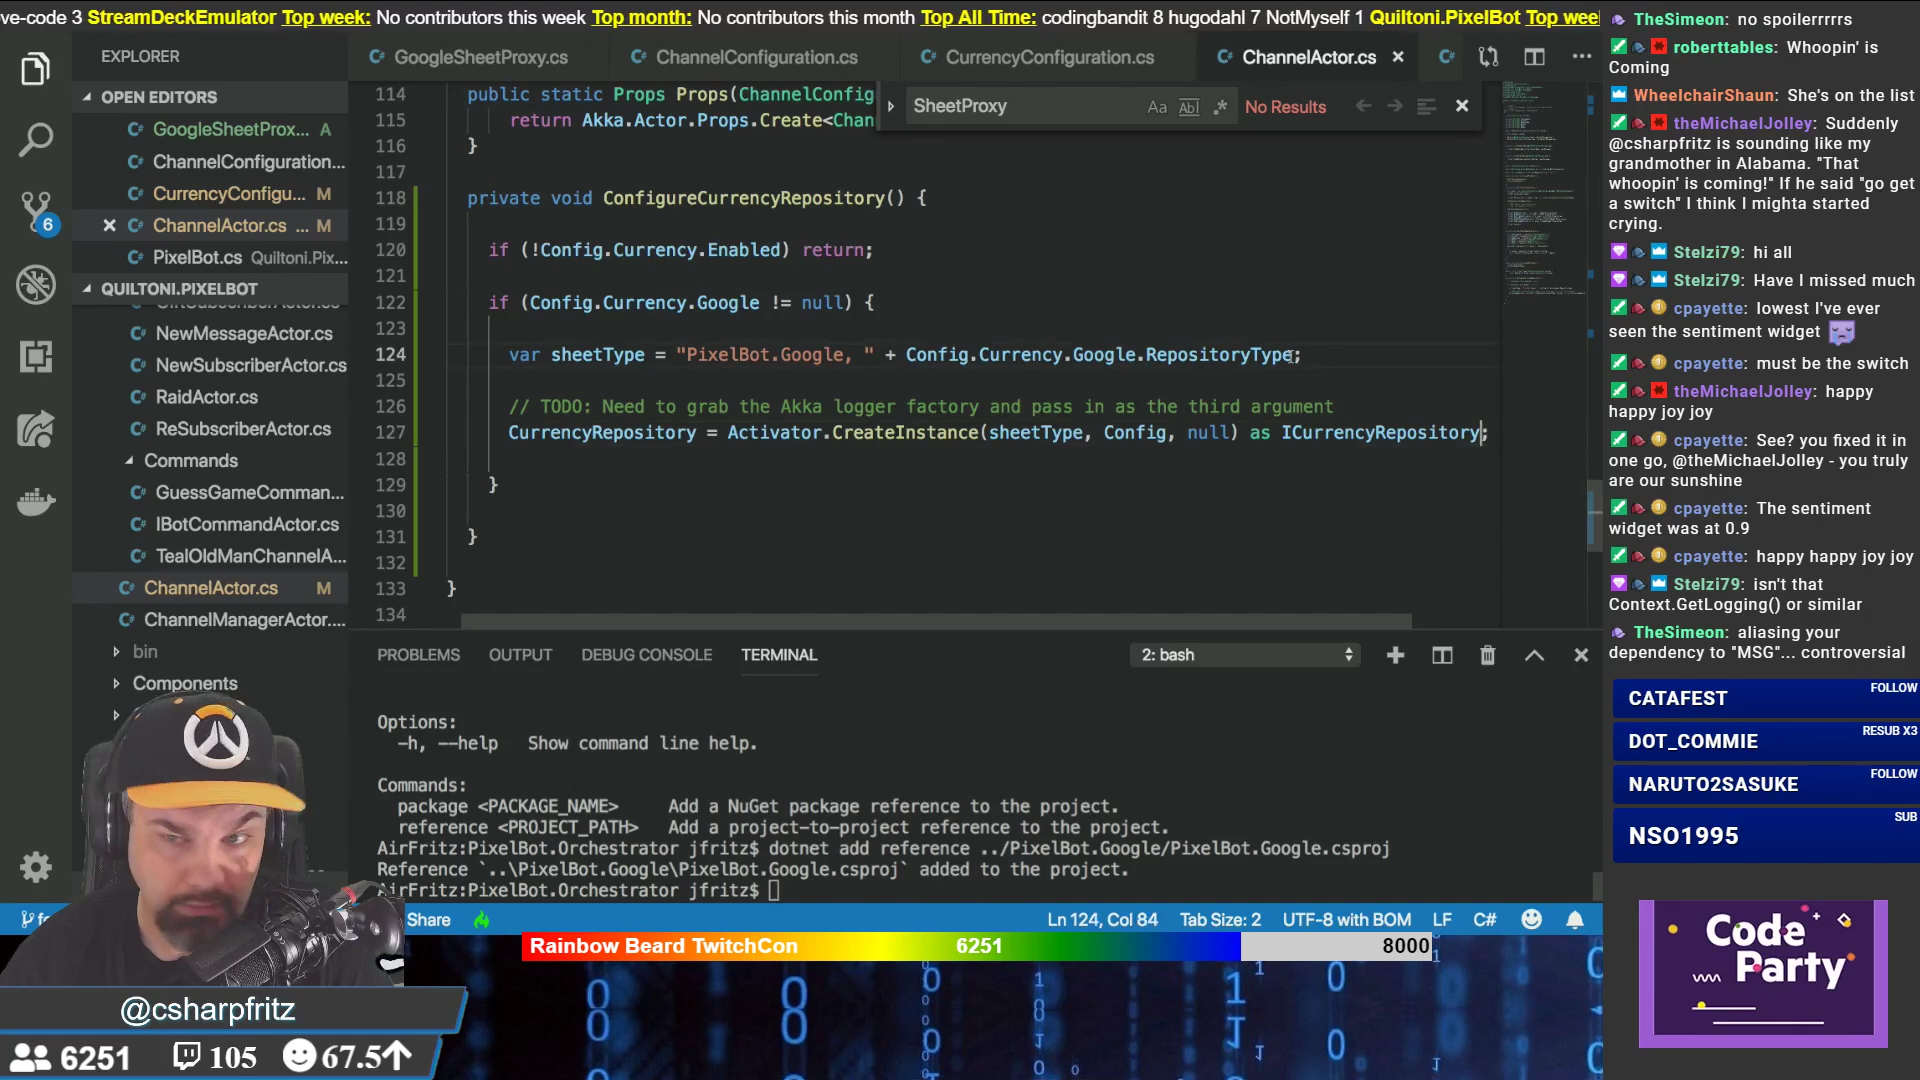 ve-code 3 StreamDeckEmulator Top week: No contributors this week Top month: No contributors this month Top All Time: codingbandit 8 hugodahl 7 NotMyself 1 Quiltoni.PixelBot Top wee
EXPLORER
OPEN EDITORS
GoogleSheetProx... A
ChannelConfiguration...
CurrencyConfigu... M
ChannelActor.cs ... M
PixelBot.cs Quiltoni.Pix...
QUILTONI.PIXELBOT
NewMessageActor.cs
NewSubscriberActor.cs
RaidActor.cs
ReSubscriberActor.cs
Commands
GuessGameComman...
IBotCommandActor.cs
TealOldManChannelA...
ChannelActor.cs M
ChannelManagerActor....
bin
Components
6
GoogleSheetProxy.cs
ChannelConfiguration.cs
CurrencyConfiguration.cs
ChannelActor.cs
SheetProxy
Aa
Abl
No Results
114 public static Props Props(ChannelConfig
115 return Akka.Actor.Props.Create<Chan
116 }
117
118 private void ConfigureCurrencyRepository() {
119
120 if (!Config.Currency.Enabled) return;
121
122 if (Config.Currency.Google != null) {
123
124 var sheetType = "PixelBot.Google, " + Config.Currency.Google.RepositoryType;
125
126 // TODO: Need to grab the Akka logger factory and pass in as the third argument
127 CurrencyRepository = Activator.CreateInstance(sheetType, Config, null) as ICurrencyRepository;
128
129 }
130
131 }
132
133 }
134
PROBLEMS
OUTPUT
DEBUG CONSOLE
TERMINAL
2: bash
Options:
-h, --help Show command line help.
Commands:
package <PACKAGE_NAME> Add a NuGet package reference to the project.
reference <PROJECT_PATH> Add a project-to-project reference to the project.
AirFritz:PixelBot.Orchestrator jfritz$ dotnet add reference ../PixelBot.Google/PixelBot.Google.csproj
Reference `..\PixelBot.Google\PixelBot.Google.csproj` added to the project.
AirFritz:PixelBot.Orchestrator jfritz$
Share
Ln 124, Col 84
Tab Size: 2
UTF-8 with BOM
LF
C#
Rainbow Beard TwitchCon 6251 8000
@csharpfritz
6251 105 67.5
TheSimeon: no spoilerrrrrs
roberttables: Whoopin' is
Coming
WheelchairShaun: She's on the list
theMichaelJolley: Suddenly
@csharpfritz is sounding like my
grandmother in Alabama. "That
whoopin' is coming!" If he said "go get
a switch" I think I mighta started
crying.
Stelzi79: hi all
Stelzi79: Have I missed much
cpayette: lowest I've ever
seen the sentiment widget
cpayette: must be the switch
theMichaelJolley: happy
happy joy joy
cpayette: See? you fixed it in
one go, @theMichaelJolley - you truly
are our sunshine
cpayette: The sentiment
widget was at 0.9
cpayette: happy happy joy joy
Stelzi79: isn't that
Context.GetLogging() or similar
TheSimeon: aliasing your
dependency to "MSG"... controversial
CATAFEST FOLLOW
DOT_COMMIE RESUB X3
NARUTO2SASUKE FOLLOW
NSO1995 SUB
Code
Party